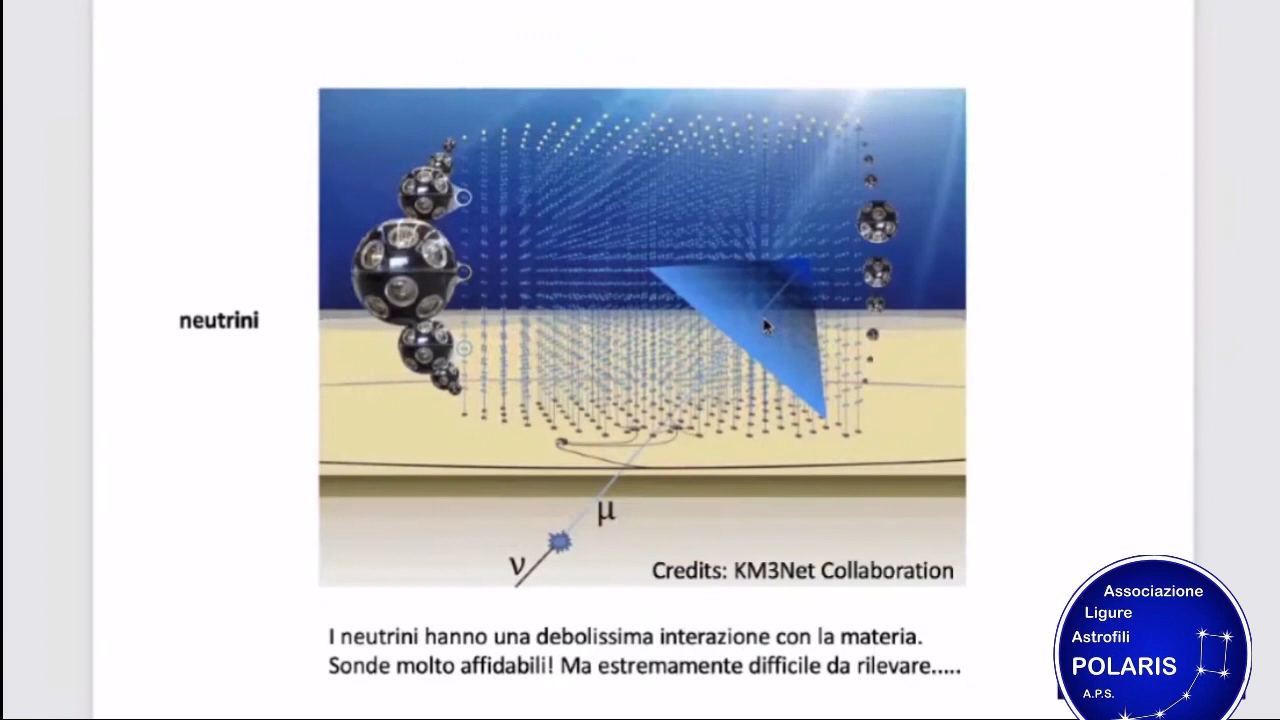 neutrini
μ
ν
Credits: KM3Net Collaboration
I neutrini hanno una debolissima interazione con la materia.
Sonde molto affidabili! Ma estremamente difficile da rilevare.....
Associazione
Ligure
Astrofili
POLARIS
A.P.S.